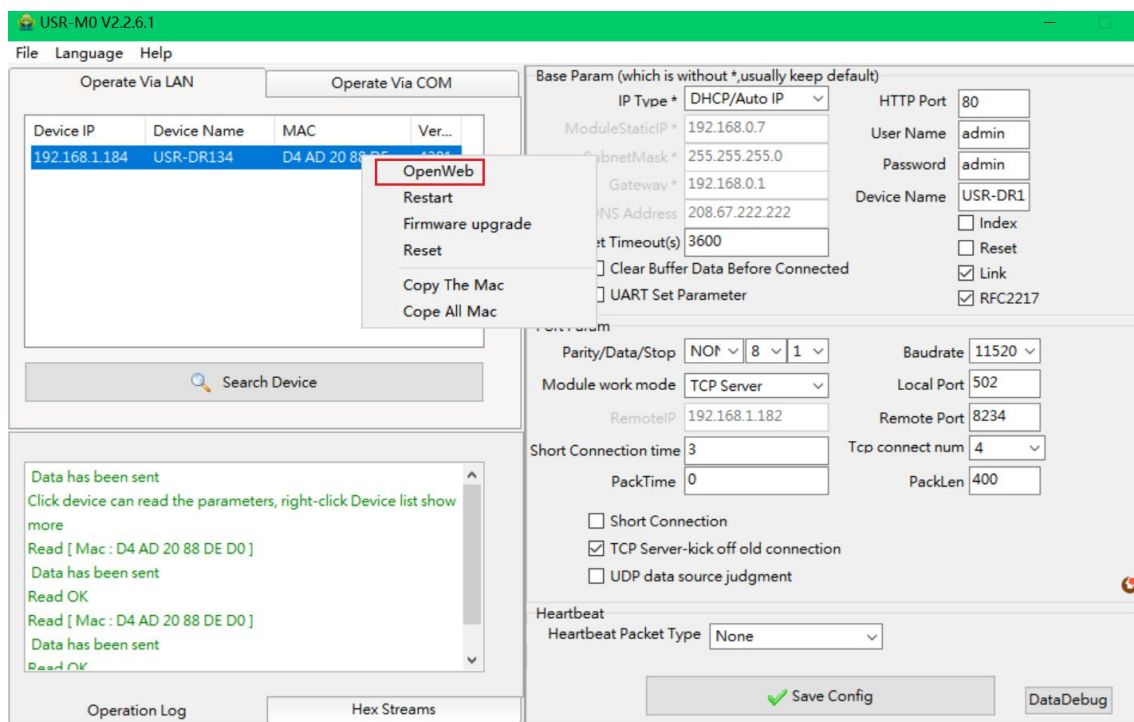 USR-M0 V2.2.6.1
File Language Help
Operate Via LAN
Operate Via COM
Device IP Device Name MAC Ver...
192.168.1.184 USR-DR134 D4 AD 20 88
OpenWeb
Restart
Firmware upgrade
Reset
Copy The Mac
Cope All Mac
Search Device
Data has been sent
Click device can read the parameters, right-click Device list show
more
Read [ Mac : D4 AD 20 88 DE D0 ]
Data has been sent
Read OK
Read [ Mac : D4 AD 20 88 DE D0 ]
Data has been sent
Read OK
Operation Log
Hex Streams
Base Param (which is without *,usually keep default)
IP Type * DHCP/Auto IP
HTTP Port 80
ModuleStaticIP * 192.168.0.7
User Name admin
SubnetMask * 255.255.255.0
Password admin
Gateway * 192.168.0.1
Device Name USR-DR1
Address 208.67.222.222
Index
Timeout(s) 3600
Reset
Clear Buffer Data Before Connected
Link
UART Set Parameter
RFC2217
Port Param
Parity/Data/Stop 8 1
Baudrate 11520
Module work mode TCP Server
Local Port 502
RemoteIP 192.168.1.182
Remote Port 8234
Short Connection time 3
Tcp connect num 4
PackTime 0
PackLen 400
Short Connection
TCP Server-kick off old connection
UDP data source judgment
Heartbeat
Heartbeat Packet Type None
Save Config
DataDebug